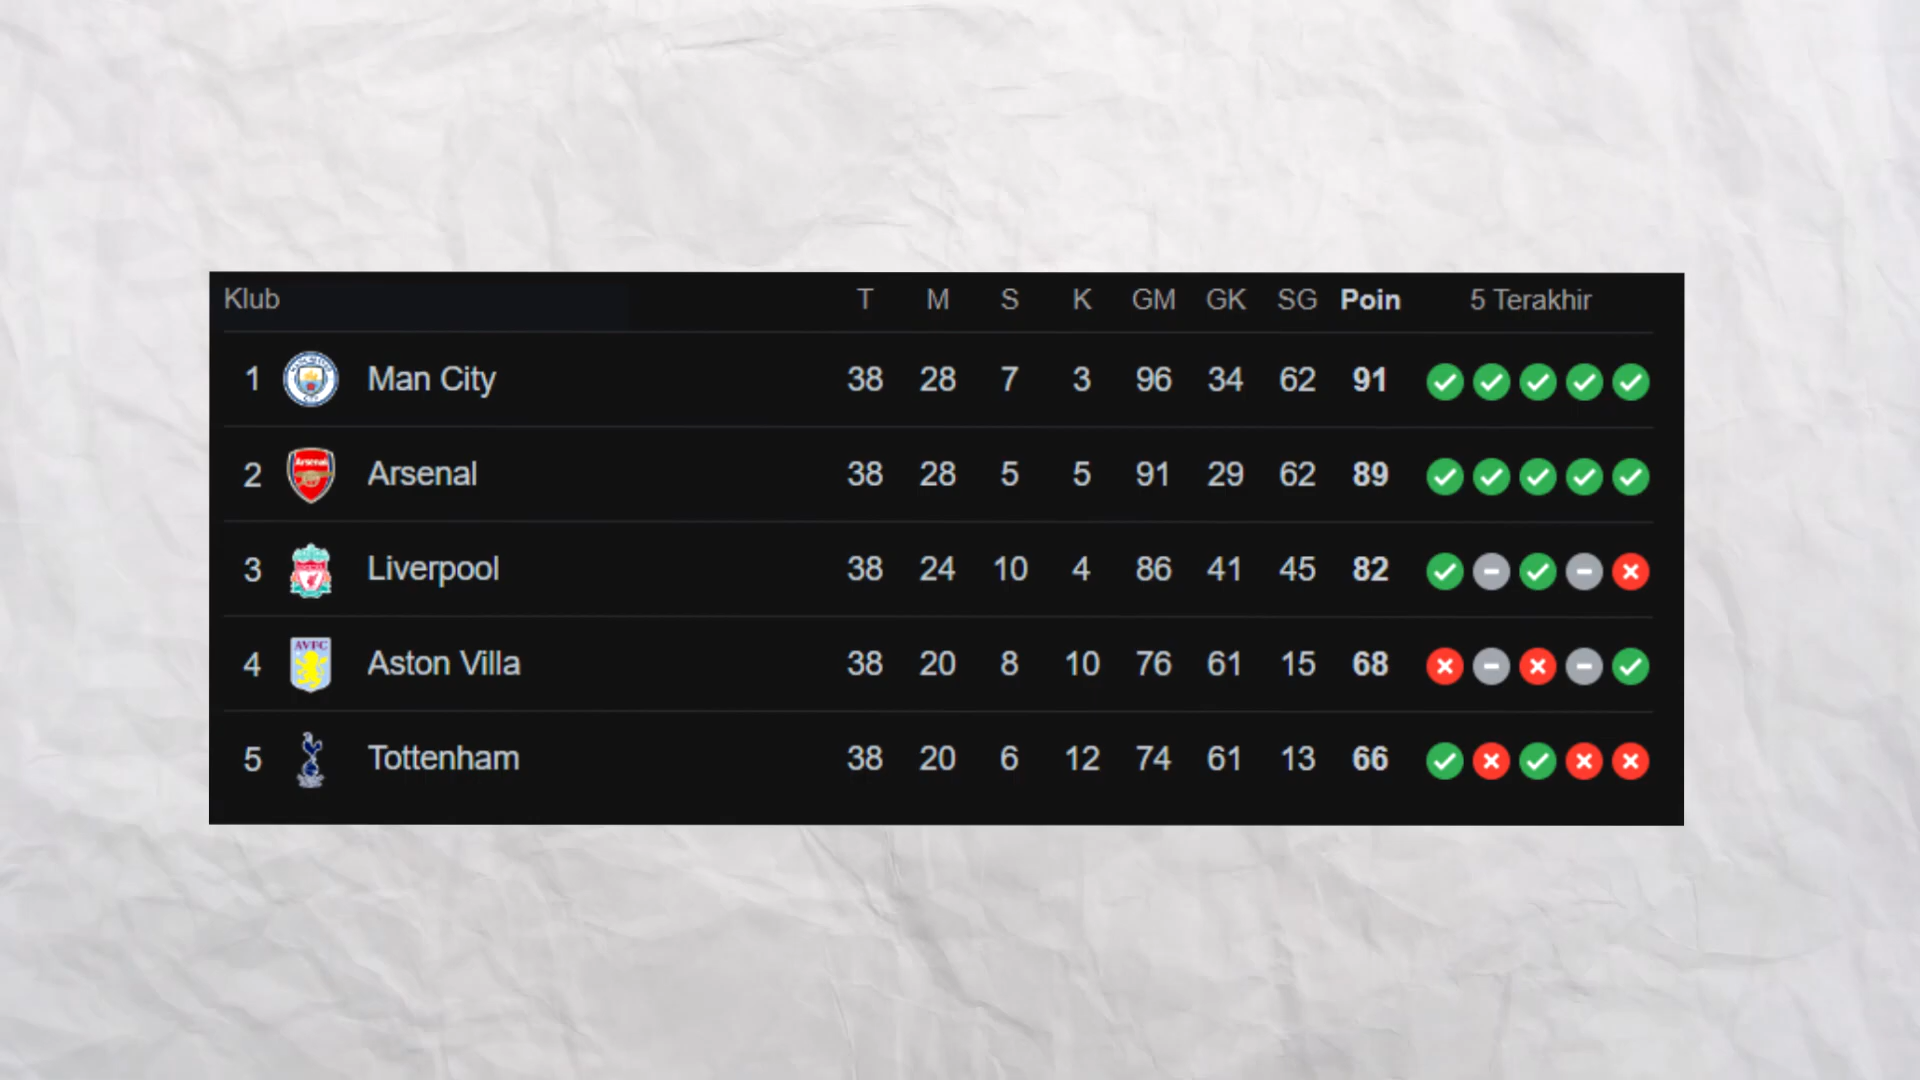 Klub T M S K GM GK SG Poin 5 Terakhir
1 Man City 38 28 7 3 96 34 62 91
2 Arsenal 38 28 5 5 91 29 62 89
3 Liverpool 38 24 10 4 86 41 45 82
4 AVFC Aston Villa 38 20 8 10 76 61 15 68
5 Tottenham 38 20 6 12 74 61 13 66